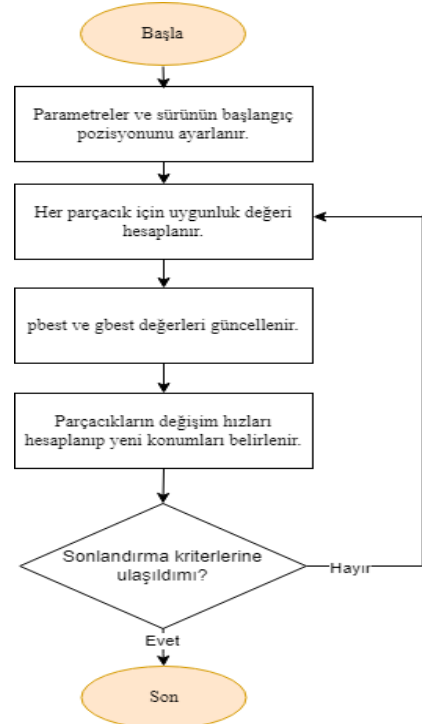 Başla
Parametreler ve sürünün başlangıç
pozisyonunu ayarlanır.
Her parçacık için uygunluk değeri
hesaplanır.
pbest ve gbest değerleri güncellenir.
Parçacıkların değişim hızları
hesaplanıp yeni konumları belirlenir.
Sonlandırma kriterlerine
ulaşıldımı?
Hayır
Evet
Son